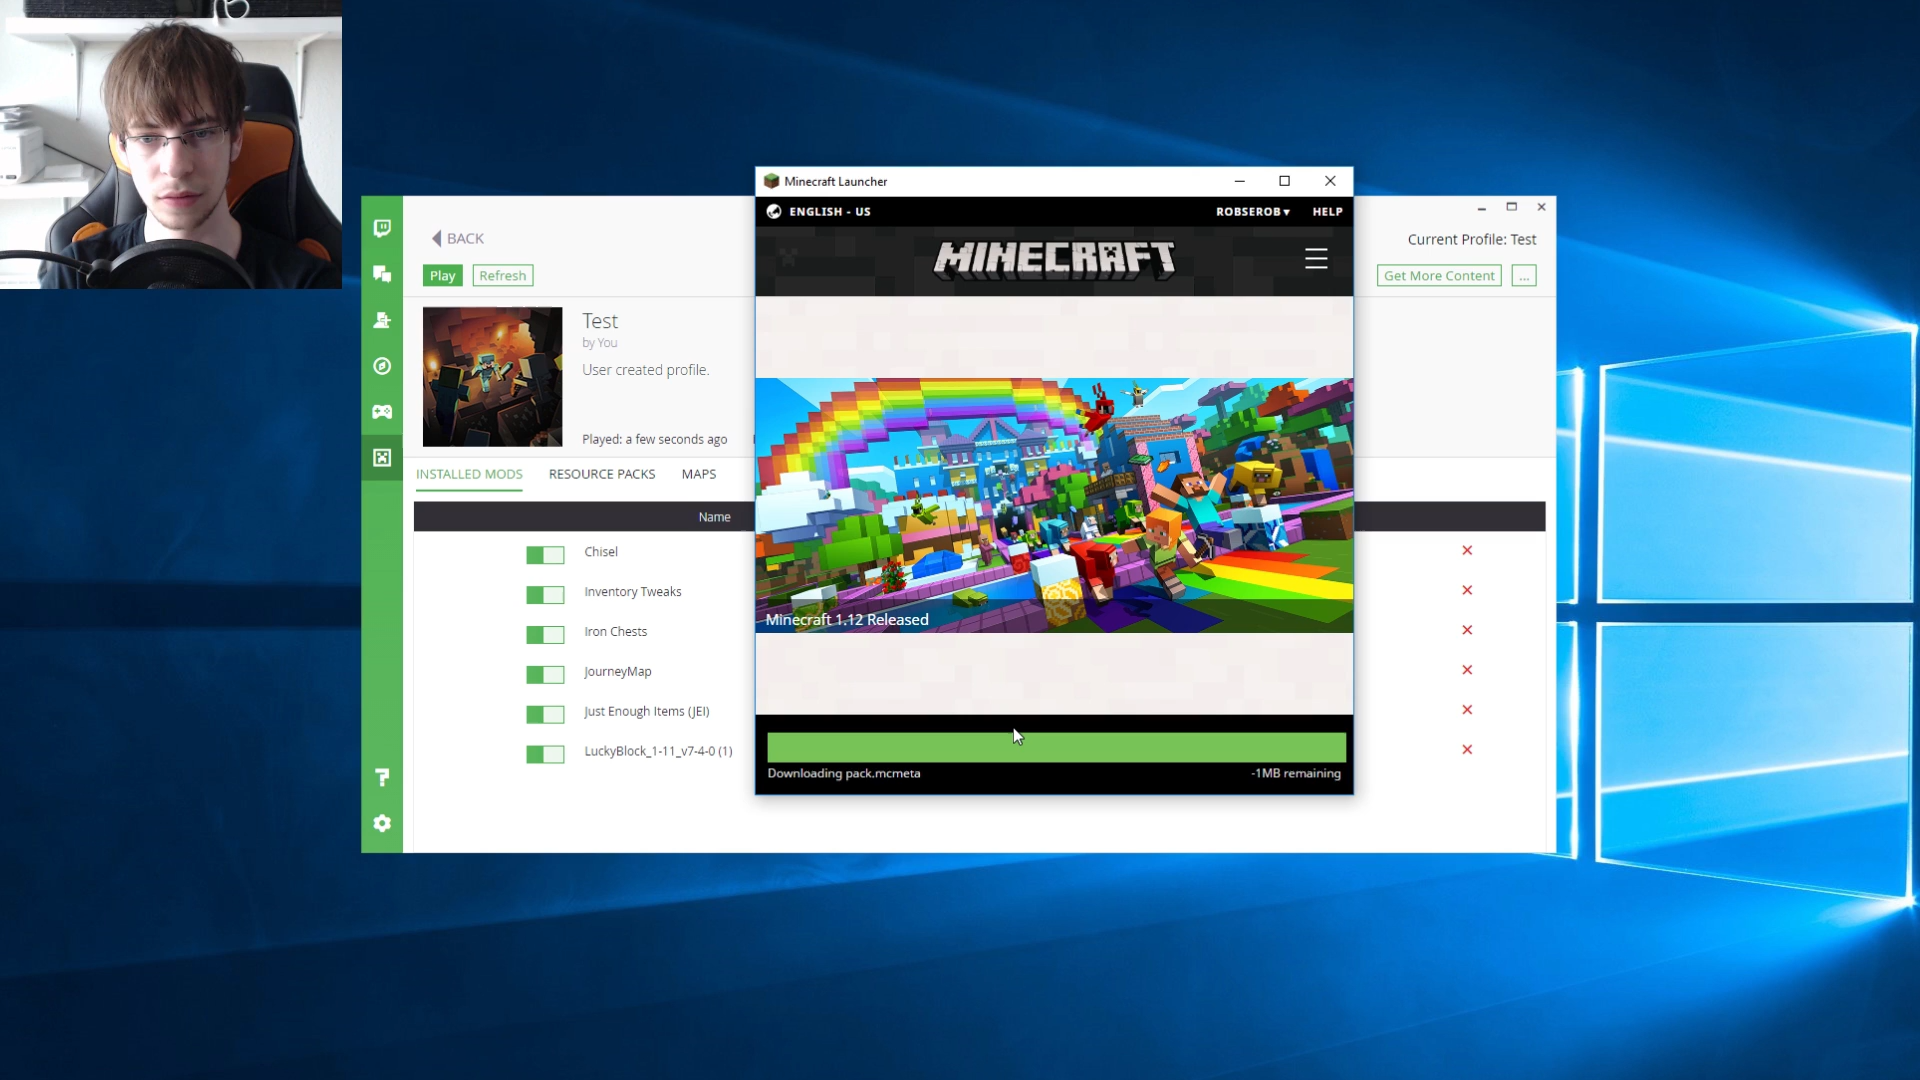 Minecraft Launcher
ENGLISH - US
ROBSEROB▾ HELP
MINECRAFT
BACK
Current Profile: Test
Play Refresh
Get More Content ...
Test
by You
User created profile.
Played: a few seconds ago
INSTALLED MODS RESOURCE PACKS MAPS
Name
Chisel
Inventory Tweaks
Iron Chests
JourneyMap
Just Enough Items (JEI)
LuckyBlock_1-11_v7-4-0 (1)
Minecraft 1.12 Released
Downloading pack.mcmeta
-1MB remaining